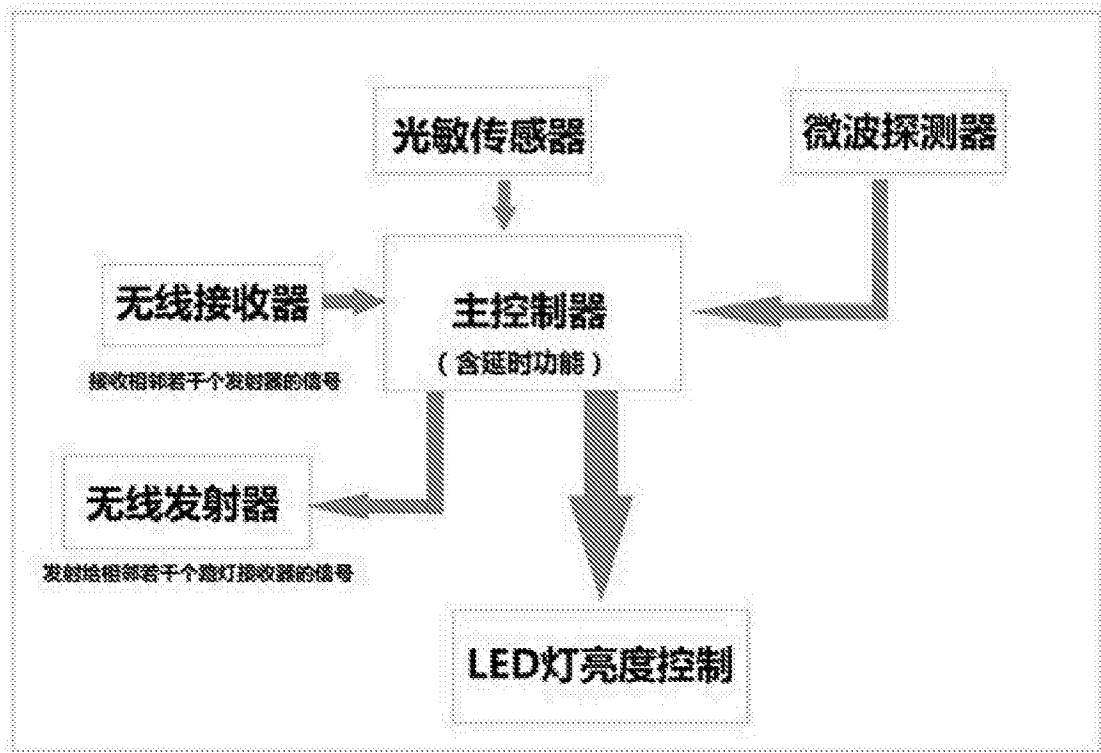 光敏传感器
微波探测器
无线接收器
接收相邻若干个发射器的信号
主控制器
（含延时功能）
无线发射器
发射给相邻若干个路灯接收器的信号
LED灯亮度控制